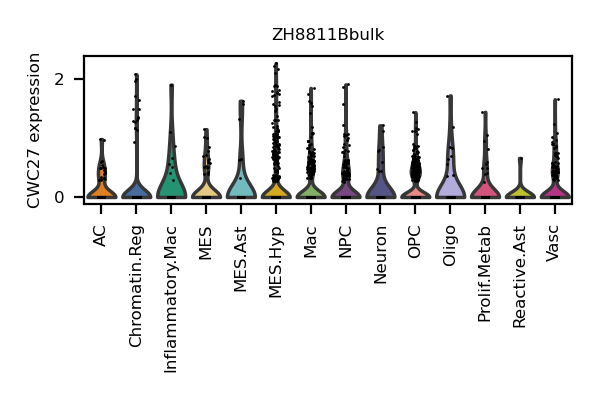 ZH8811Bbulk
CWC27 expression
2
0
AC
Chromatin.Reg
Inflammatory.Mac
MES
MES.Ast
MES.Hyp
Mac
NPC
Neuron
OPC
Oligo
Prolif.Metab
Reactive.Ast
Vasc